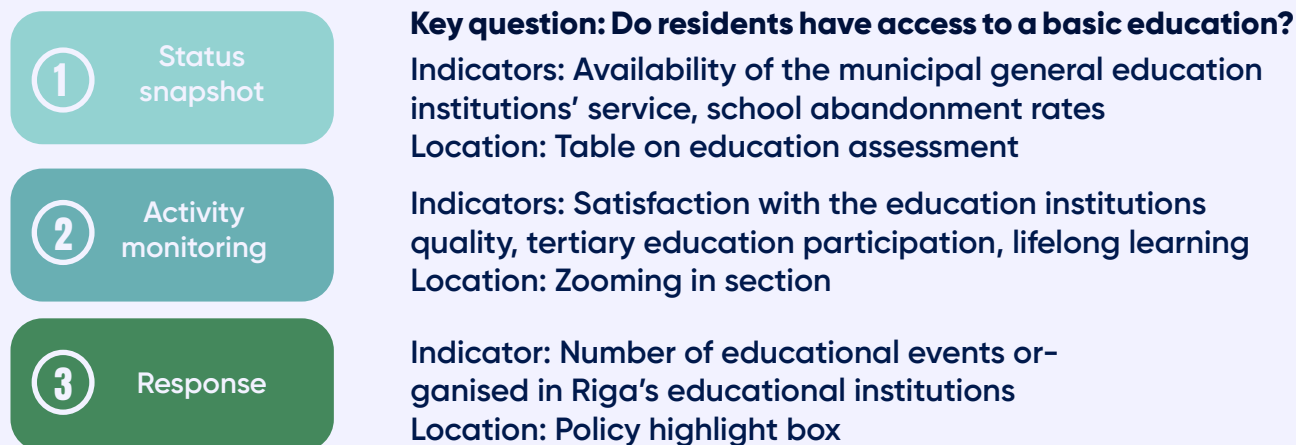 1
Status
snapshot
Key question: Do residents have access to a basic education?
Indicators: Availability of the municipal general education
institutions' service, school abandonment rates
Location: Table on education assessment
2
Activity
monitoring
Indicators: Satisfaction with the education institutions
quality, tertiary education participation, lifelong learning
Location: Zooming in section
3
Response
Indicator: Number of educational events or-
ganised in Riga's educational institutions
Location: Policy highlight box